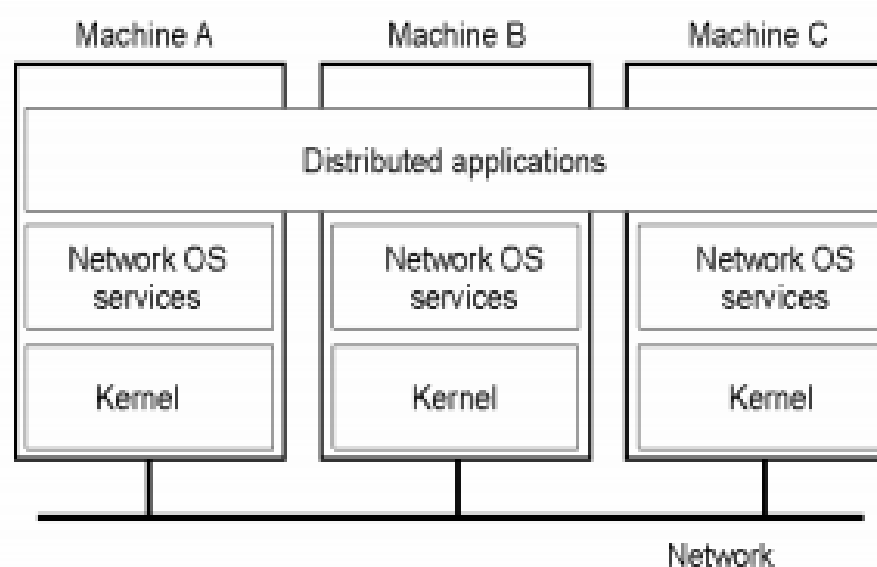 Machine A
Machine B
Machine C
Distributed applications
Network OS
services
Network OS
services
Network OS
services
Kernel
Kernel
Kernel
Network